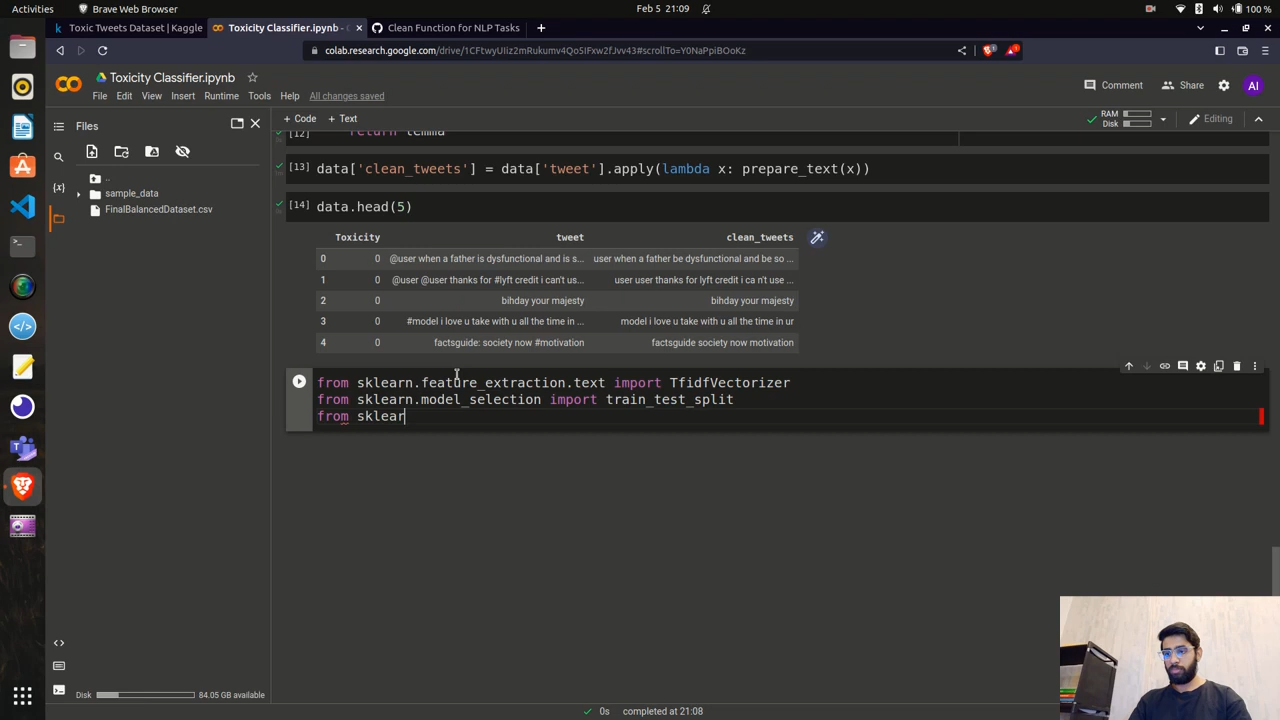 Activities
Brave Web Browser
Feb 5 21:09
100 %
Toxic Tweets Dataset | Kaggle
Toxicity Classifier.ipynb -
Clean Function for NLP Tasks
colab.research.google.com/drive/1CFtwyUIiz2mRukumv4Qo5IFxw2fJvv43#scrollTo=Y0NaPpiBOoKz
Toxicity Classifier.ipynb
Comment
Share
AI
File Edit View Insert Runtime Tools Help All changes saved
Files
+ Code + Text
RAM
Disk
Editing
..
sample_data
FinalBalancedDataset.csv
[12] return lemma
[13] data['clean_tweets'] = data['tweet'].apply(lambda x: prepare_text(x))
[14] data.head(5)
Toxicity tweet clean_tweets
0 0 @user when a father is dysfunctional and is s... user when a father be dysfunctional and be so ...
1 0 @user @user thanks for #lyft credit i can't us... user user thanks for lyft credit i ca n't use ...
2 0 bihday your majesty bihday your majesty
3 0 #model i love u take with u all the time in ... model i love u take with u all the time in ur
4 0 factsguide: society now #motivation factsguide society now motivation
from sklearn.feature_extraction.text import TfidfVectorizer
from sklearn.model_selection import train_test_split
from sklear
Disk 84.05 GB available
0s completed at 21:08